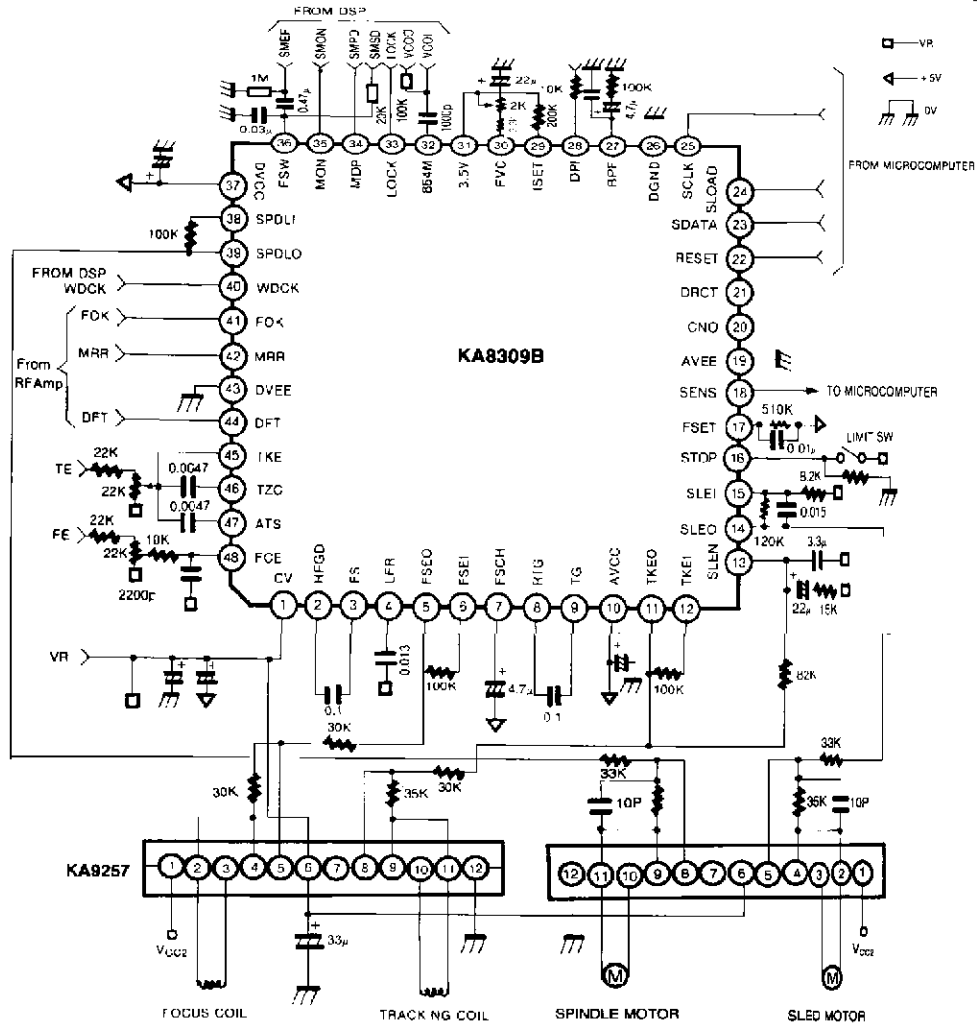 FROM DSP
SMEF
SMON
SMPD
SMSD
LOCK
VCOO
VCOI
1M
0.47µ
0.03µ
20K
100K
1000p
22µ
2K
200K
10K
100K
4.7µ
VR
+5V
0V
FROM MICROCOMPUTER
36
35
34
33
32
31
30
29
28
27
26
25
DVCC
FSW
MON
MDP
LOCK
864M
3.5V
FVC
ISET
DPI
BPF
DGND
SCLK
SLOAD
37
38
SPDLI
39
SPDLO
100K
FROM DSP
WDCK
40
WDCK
FOK
41
FOK
MRR
42
MRR
From
RFAmp
43
DVEE
DFT
44
DFT
45
TKE
46
TZC
47
ATS
48
FCE
TE
22K
22K
0.0047
0.0047
FE
22K
22K
10K
2200p
KA8309B
24
SDATA
23
RESET
22
DRCT
21
CNO
20
AVEE
19
SENS
18
TO MICROCOMPUTER
FSET
17
510K
0.01µ
STOP
16
LIMIT SW
SLEI
15
8.2K
0.015
SLEO
14
120K
SLEN
13
3.3µ
22µ
15K
CV
HFGD
FS
LFR
FSEO
FSEI
FSCH
RTG
TG
AVCC
TKEO
TKEI
1
2
3
4
5
6
7
8
9
10
11
12
VR
0.1
0.013
100K
4.7µ
0.1
100K
82K
30K
30K
35K
30K
33K
10P
33K
35K
10P
KA9257
1
2
3
4
5
6
7
8
9
10
11
12
12
11
10
9
8
7
6
5
4
3
2
1
VCC2
33µ
M
M
VCC2
FOCUS COIL
TRACK NG COIL
SPINDLE MOTOR
SLED MOTOR